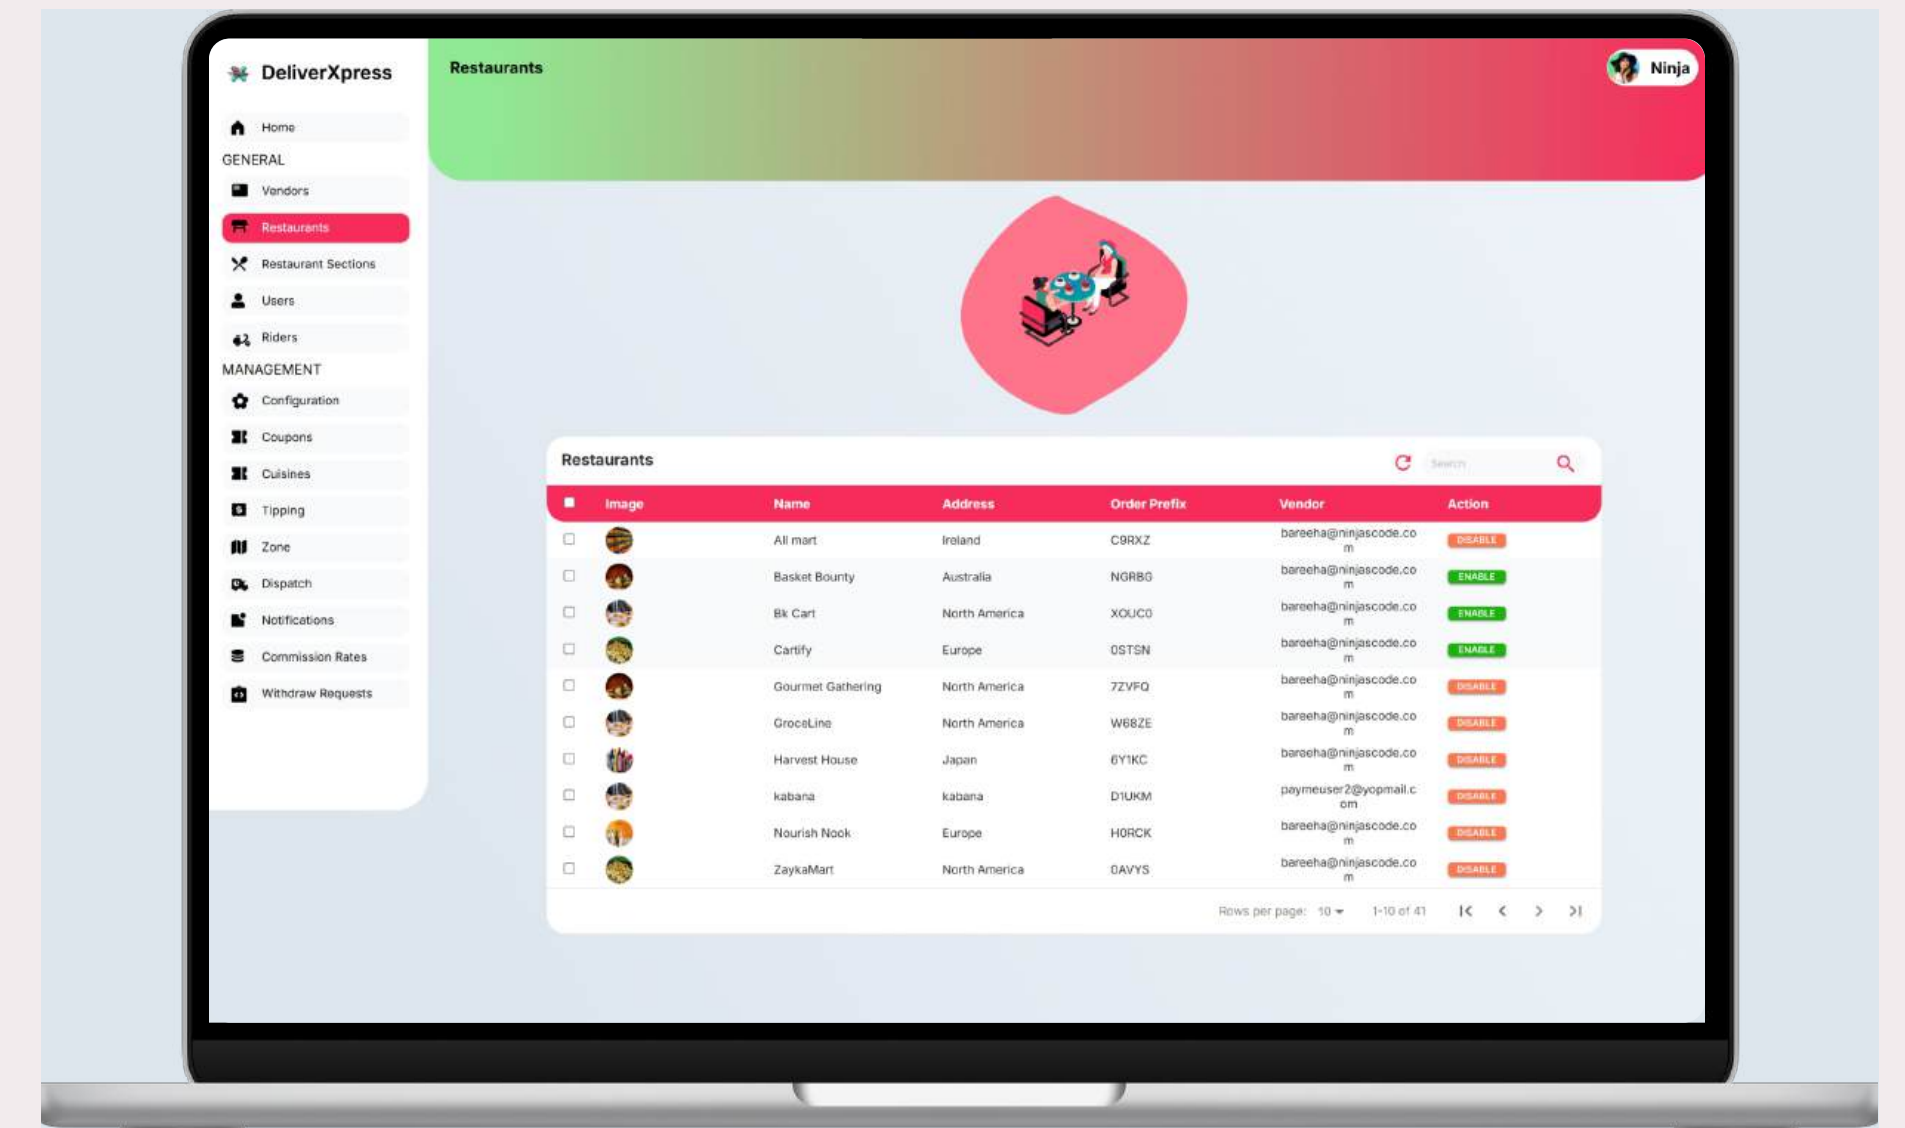 DeliverXpress
Restaurants
Ninja
Home
GENERAL
Vendors
Restaurants
Restaurant Sections
Users
Riders
MANAGEMENT
Configuration
Coupons
Cuisines
Tipping
Zone
Dispatch
Notifications
Commission Rates
Withdraw Requests
Restaurants
Search
Image Name Address Order Prefix Vendor Action
Ali mart Ireland C9RXZ bareeha@ninjascode.co
m DISABLE
Basket Bounty Australia NGRBG bareeha@ninjascode.co
m ENABLE
Bk Cart North America XOUC0 bareeha@ninjascode.co
m ENABLE
Cartify Europe 0STSN bareeha@ninjascode.co
m ENABLE
Gourmet Gathering North America 7ZVFQ bareeha@ninjascode.co
m DISABLE
GroceLine North America W68ZE bareeha@ninjascode.co
m DISABLE
Harvest House Japan 6Y1KC bareeha@ninjascode.co
m DISABLE
kabana kabana D1UKM paymeuser2@yopmail.c
om DISABLE
Nourish Nook Europe H0RCK bareeha@ninjascode.co
m DISABLE
ZaykaMart North America 0AVYS bareeha@ninjascode.co
m DISABLE
Rows per page: 10 1-10 of 41